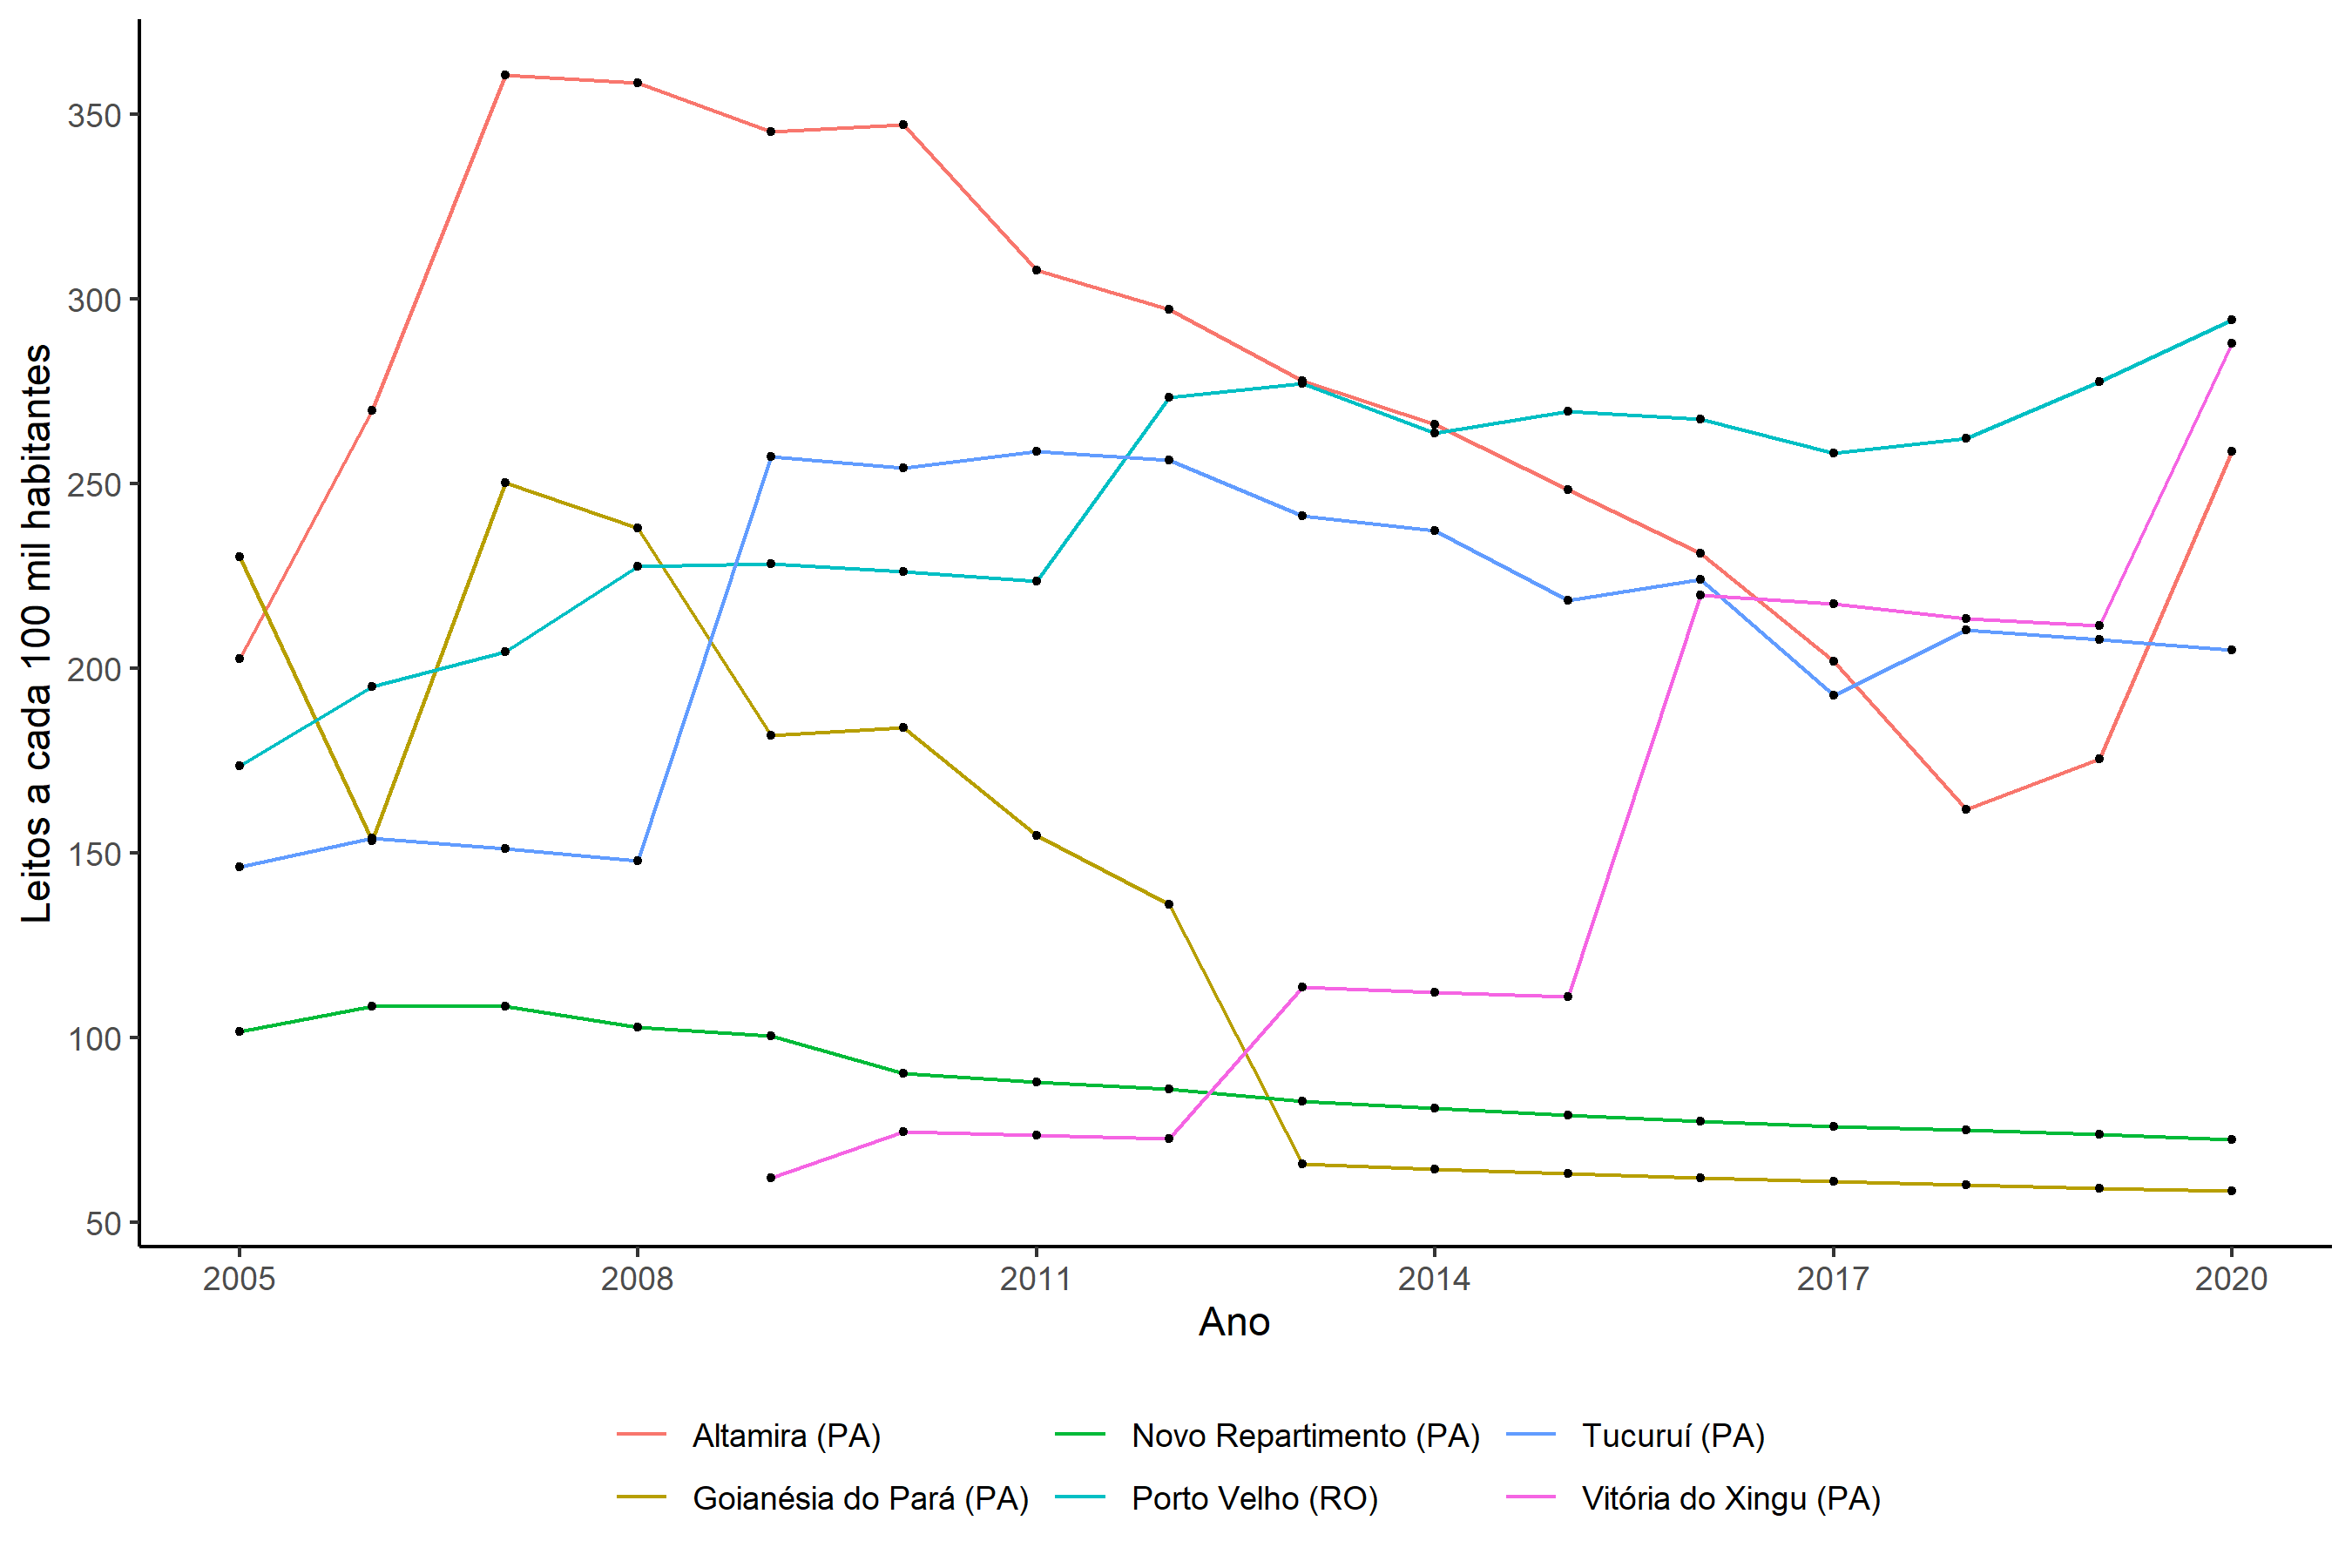 Leitos a cada 100 mil habitantes
350
300
250
200
150
100
50
2005 2008 2011 2014 2017 2020
Ano
Altamira (PA) Novo Repartimento (PA) Tucuruí (PA)
Goianésia do Pará (PA) Porto Velho (RO) Vitória do Xingu (PA)